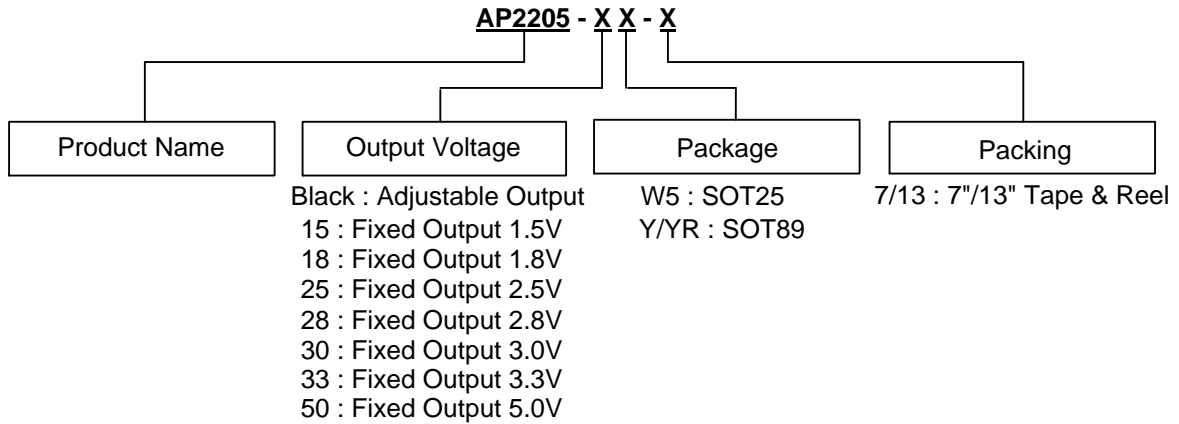 AP2205 - X X - X
Product Name
Output Voltage
Package
Packing
Black : Adjustable Output
15 : Fixed Output 1.5V
18 : Fixed Output 1.8V
25 : Fixed Output 2.5V
28 : Fixed Output 2.8V
30 : Fixed Output 3.0V
33 : Fixed Output 3.3V
50 : Fixed Output 5.0V
W5 : SOT25
Y/YR : SOT89
7/13 : 7"/13" Tape & Reel